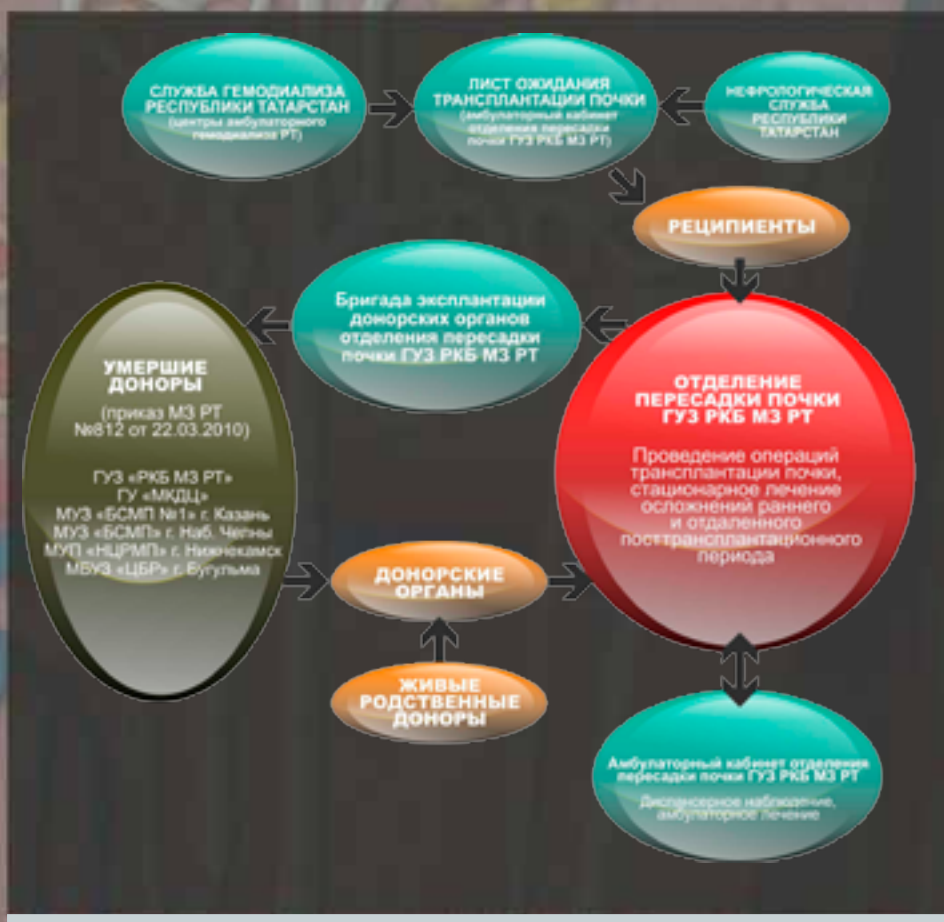 СЛУЖБА ГЕМОДИАЛИЗА
РЕСПУБЛИКИ ТАТАРСТАН
(центры амбулаторного
гемодиализа РТ)
ЛИСТ ОЖИДАНИЯ
ТРАНСПЛАНТАЦИИ ПОЧКИ
(амбулаторный кабинет
отделения пересадки
почки ГУЗ РКБ МЗ РТ)
НЕФРОЛОГИЧЕСКАЯ
СЛУЖБА
РЕСПУБЛИКИ
ТАТАРСТАН
РЕЦИПИЕНТЫ
Бригада эксплантации
донорских органов
отделения пересадки
почки ГУЗ РКБ МЗ РТ
УМЕРШИЕ
ДОНОРЫ
(приказ МЗ РТ
№812 от 22.03.2010)
ГУЗ «РКБ МЗ РТ»
ГУ «МКДЦ»
МУЗ «БСМП №1» г. Казань
МУЗ «БСМП» г. Наб. Челны
МУП «НЦРМП» г. Нижнекамск
МБУЗ «ЦБР» г. Бугульма
ОТДЕЛЕНИЕ
ПЕРЕСАДКИ ПОЧКИ
ГУЗ РКБ МЗ РТ
Проведение операций
трансплантации почки,
стационарное лечение
осложнений раннего
и отдаленного
посттрансплантационного
периода
ДОНОРСКИЕ
ОРГАНЫ
ЖИВЫЕ
РОДСТВЕННЫЕ
ДОНОРЫ
Амбулаторный кабинет отделения
пересадки почки ГУЗ РКБ МЗ РТ
Диспансерное наблюдение,
амбулаторное лечение